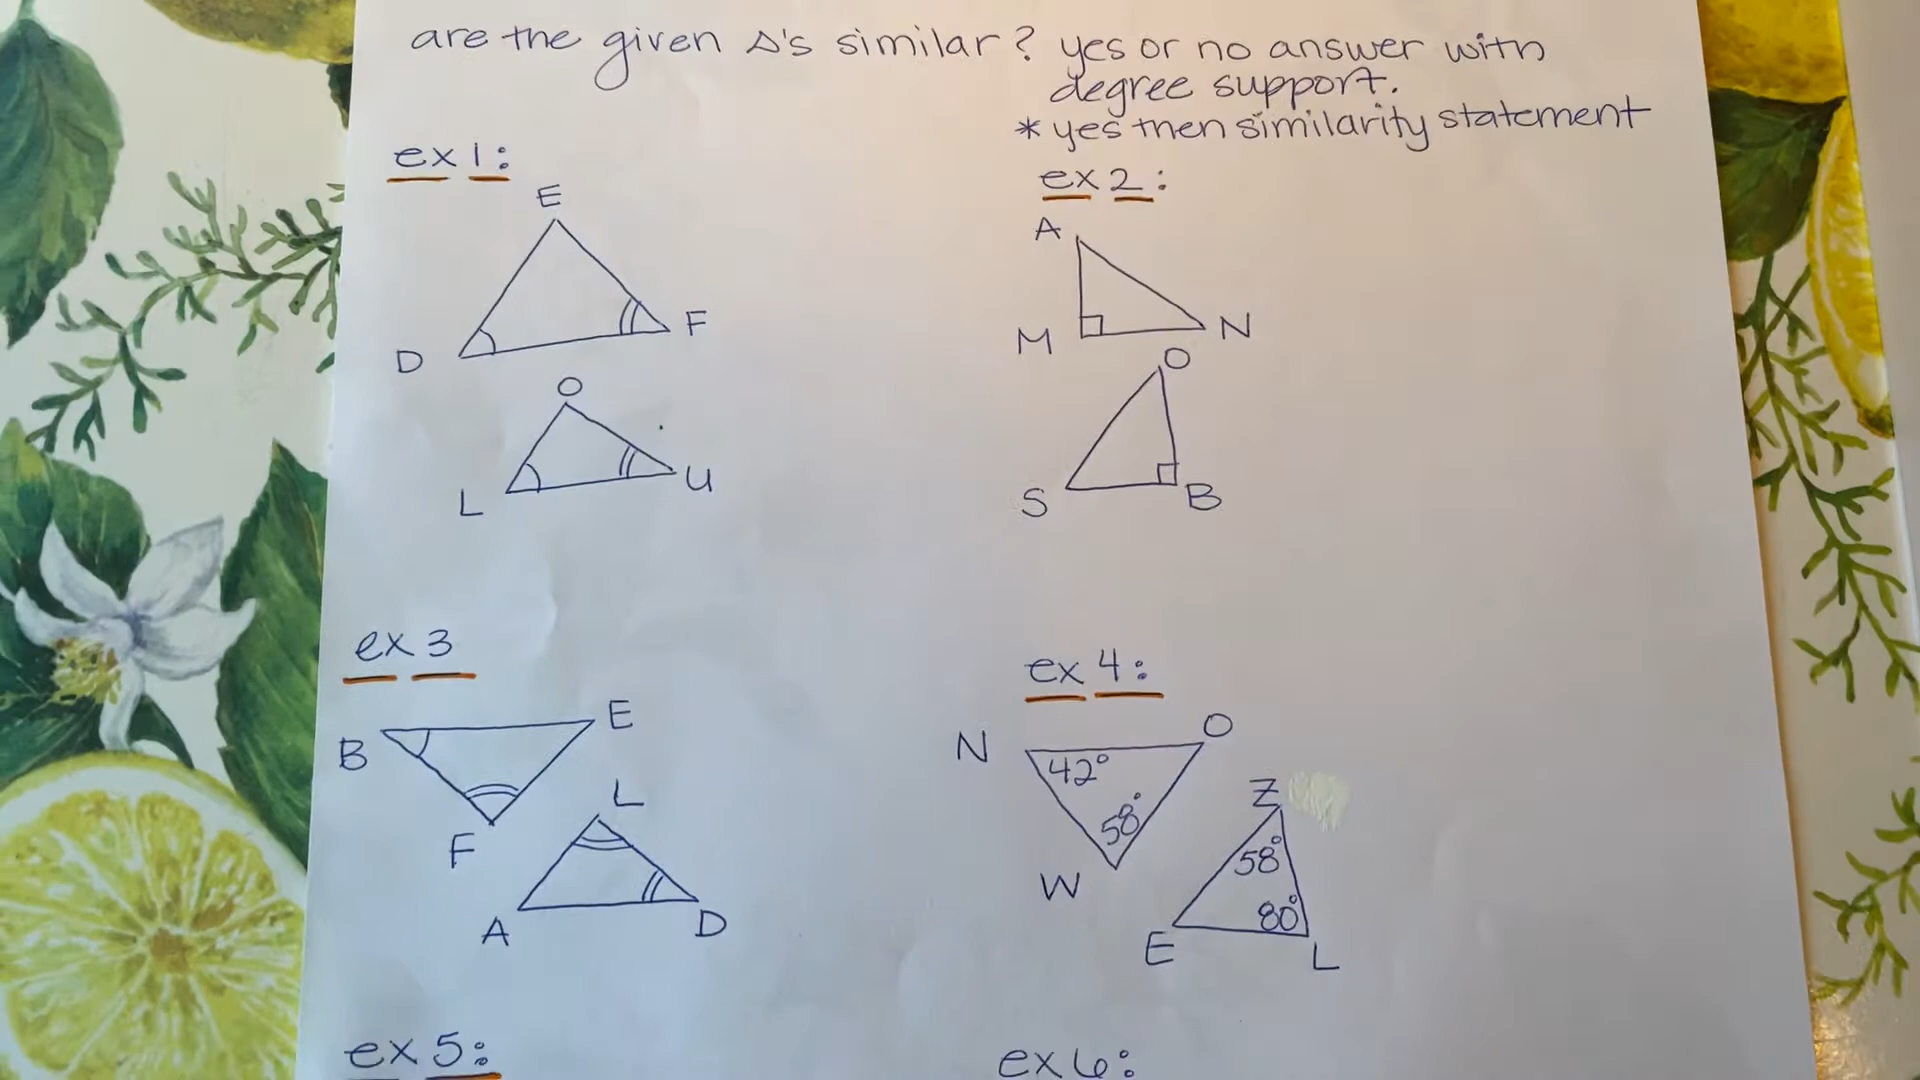 are the given △'s similar? yes or no answer with
degree support.
* yes then similarity statement
ex 1:
E
D
F
O
L
U
ex 2:
A
M
N
O
S
B
ex 3
B
E
F
L
A
D
ex 4:
N
O
42°
58°
W
Z
58°
80°
E
L
ex 5:
ex 6: